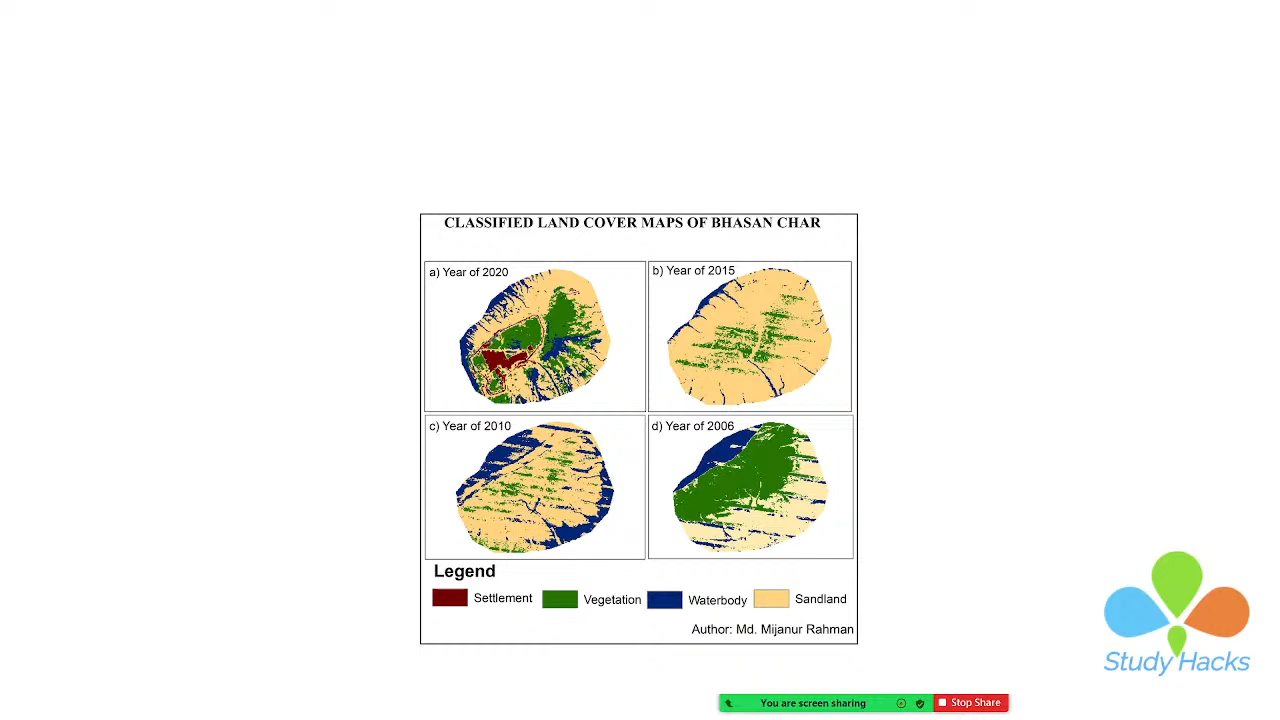 CLASSIFIED LAND COVER MAPS OF BHASAN CHAR
a) Year of 2020
b) Year of 2015
c) Year of 2010
d) Year of 2006
Legend
Settlement
Vegetation
Waterbody
Sandland
Author: Md. Mijanur Rahman
Study Hacks
You are screen sharing
Stop Share